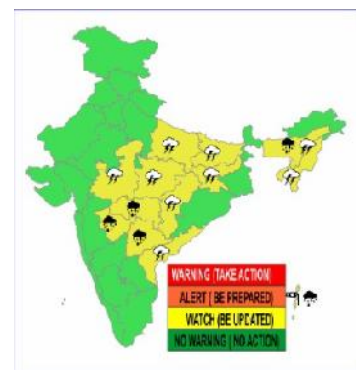 WARNING (TAKE ACTION)
ALERT ( BE PREPARED)
WATCH (BE UPDATED)
NO WARNING ( NO ACTION)